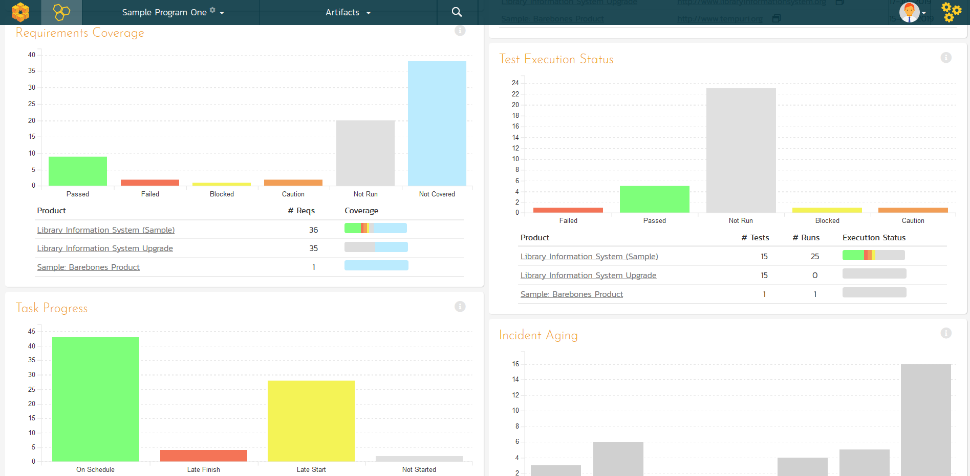 Sample Program One
Artifacts
Requirements Coverage
40
35
30
25
20
15
10
5
0
Passed Failed Blocked Caution Not Run Not Covered
Product # Reqs Coverage
Library Information System (Sample) 36
Library Information System Upgrade 35
Sample: Barebones Product 1
Task Progress
45
40
35
30
25
20
15
10
5
0
On Schedule Late Finish Late Start Not Started
Test Execution Status
24
22
20
18
16
14
12
10
8
6
4
2
0
Failed Passed Not Run Blocked Caution
Product # Tests # Runs Execution Status
Library Information System (Sample) 15 25
Library Information System Upgrade 15 0
Sample: Barebones Product 1 1
Incident Aging
16
14
12
10
8
6
4
2